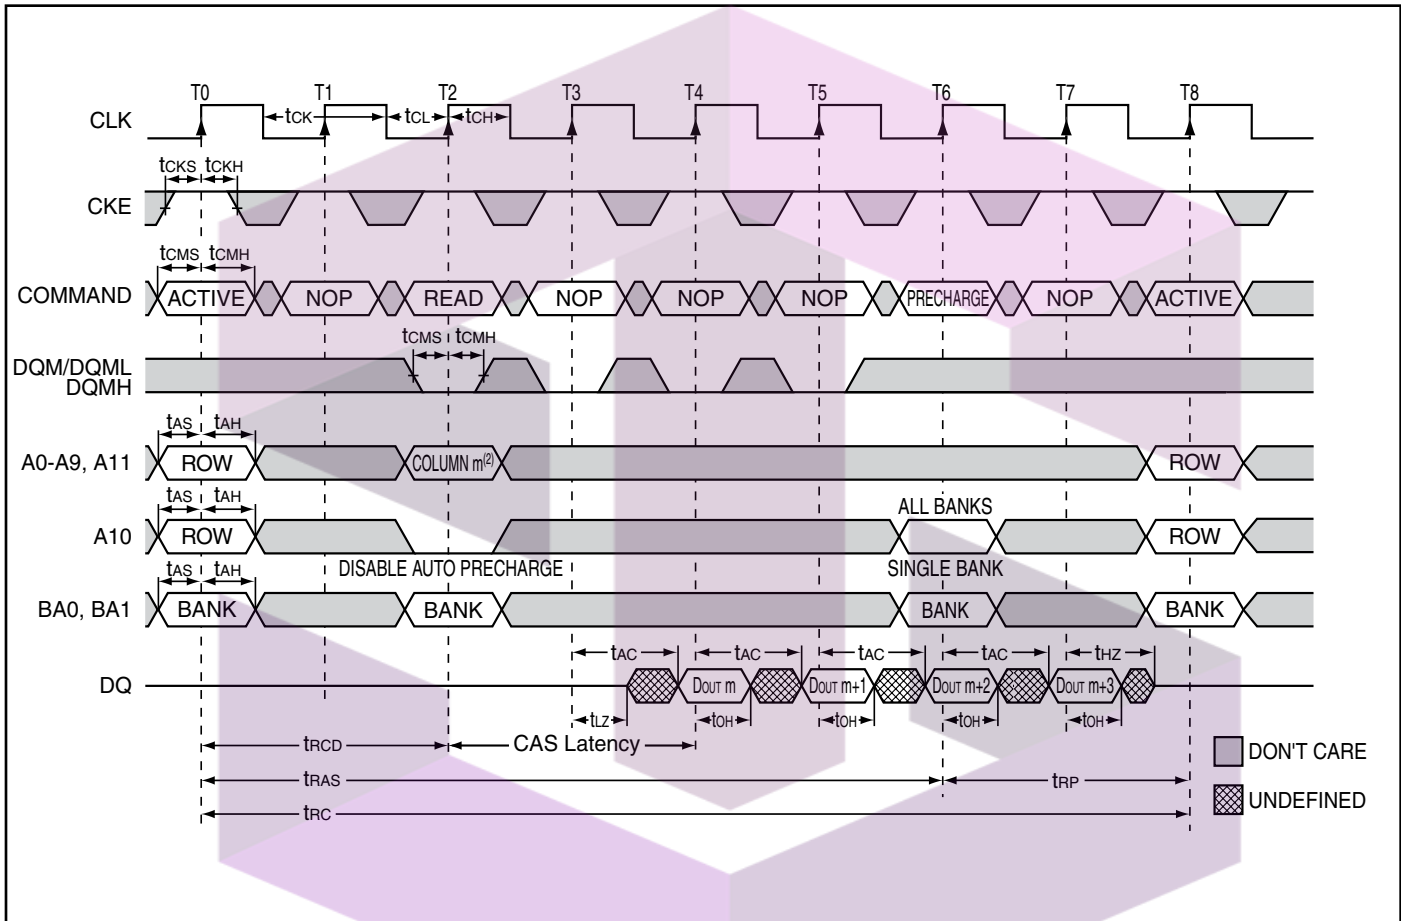 T0 T1 T2 T3 T4 T5 T6 T7 T8
CLK tCK tCL tCH
tCKS tCKH
CKE
tCMS tCMH
COMMAND ACTIVE NOP READ NOP NOP NOP PRECHARGE NOP ACTIVE
tCMS tCMH
DQM/DQML
DQMH
tAS tAH
A0-A9, A11 ROW COLUMN m(2) ROW
tAS tAH ALL BANKS
A10 ROW ROW
DISABLE AUTO PRECHARGE SINGLE BANK
tAS tAH
BA0, BA1 BANK BANK BANK BANK
tAC tAC tAC tAC tHZ
DQ DOUT m DOUT m+1 DOUT m+2 DOUT m+3
tLZ tOH tOH tOH tOH
tRCD CAS Latency
DON'T CARE
tRAS tRP
UNDEFINED
tRC